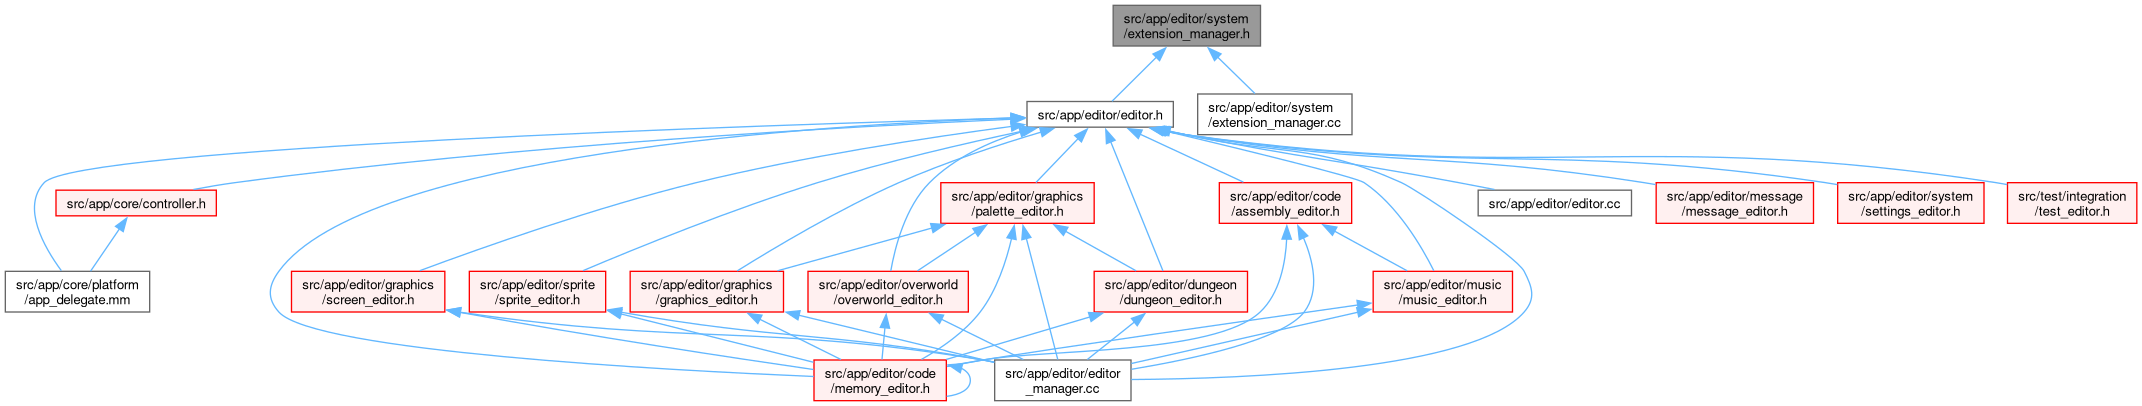 src/app/editor/system
/extension_manager.h
src/app/editor/editor.h
src/app/editor/system
/extension_manager.cc
src/app/core/controller.h
src/app/editor/graphics
/palette_editor.h
src/app/editor/code
/assembly_editor.h
src/app/editor/editor.cc
src/app/editor/message
/message_editor.h
src/app/editor/system
/settings_editor.h
src/test/integration
/test_editor.h
src/app/core/platform
/app_delegate.mm
src/app/editor/graphics
/screen_editor.h
src/app/editor/sprite
/sprite_editor.h
src/app/editor/graphics
/graphics_editor.h
src/app/editor/overworld
/overworld_editor.h
src/app/editor/dungeon
/dungeon_editor.h
src/app/editor/music
/music_editor.h
src/app/editor/code
/memory_editor.h
src/app/editor/editor
_manager.cc